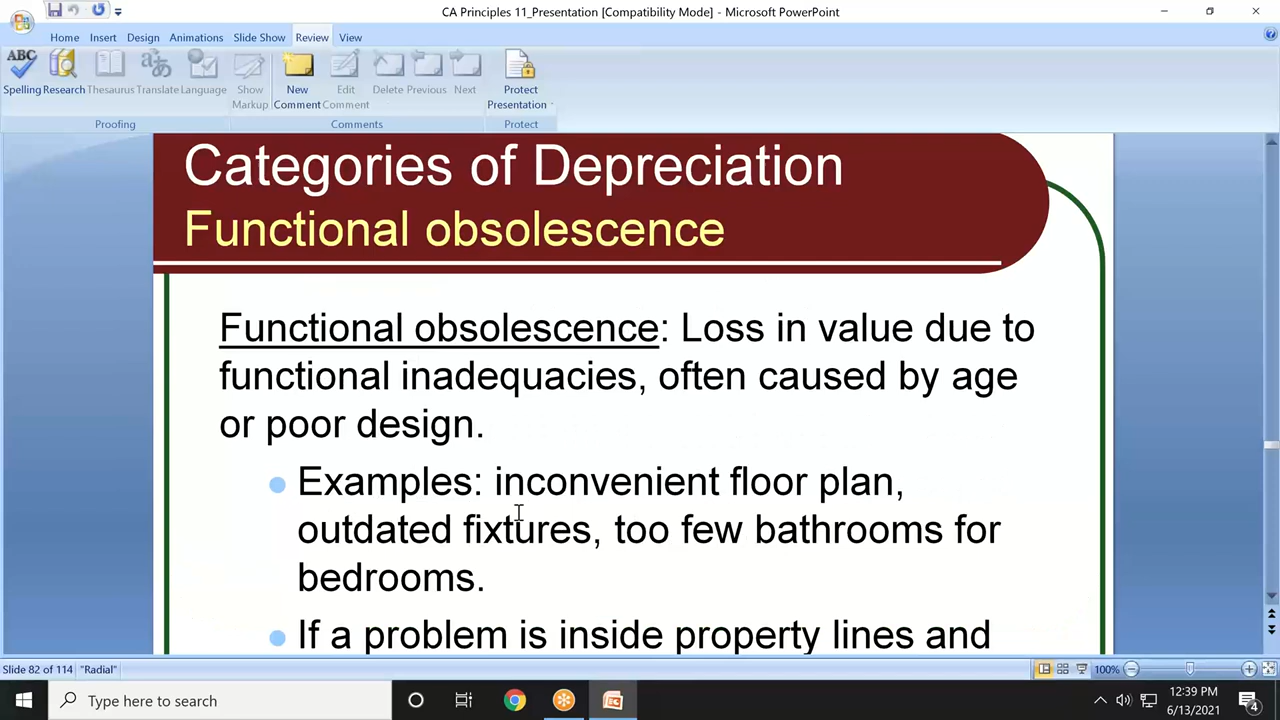 CA Principles 11_Presentation [Compatibility Mode] - Microsoft PowerPoint
Home Insert Design Animations Slide Show Review View
ABC
Spelling Research Thesaurus Translate Language Show Markup New Comment Edit Comment Delete Previous Next Protect Presentation
Proofing Comments Protect
Categories of Depreciation
Functional obsolescence
Functional obsolescence: Loss in value due to
functional inadequacies, often caused by age
or poor design.
Examples: inconvenient floor plan,
outdated fixtures, too few bathrooms for
bedrooms.
If a problem is inside property lines and
Slide 82 of 114 "Radial" 100%
Type here to search
12:39 PM
6/13/2021
4